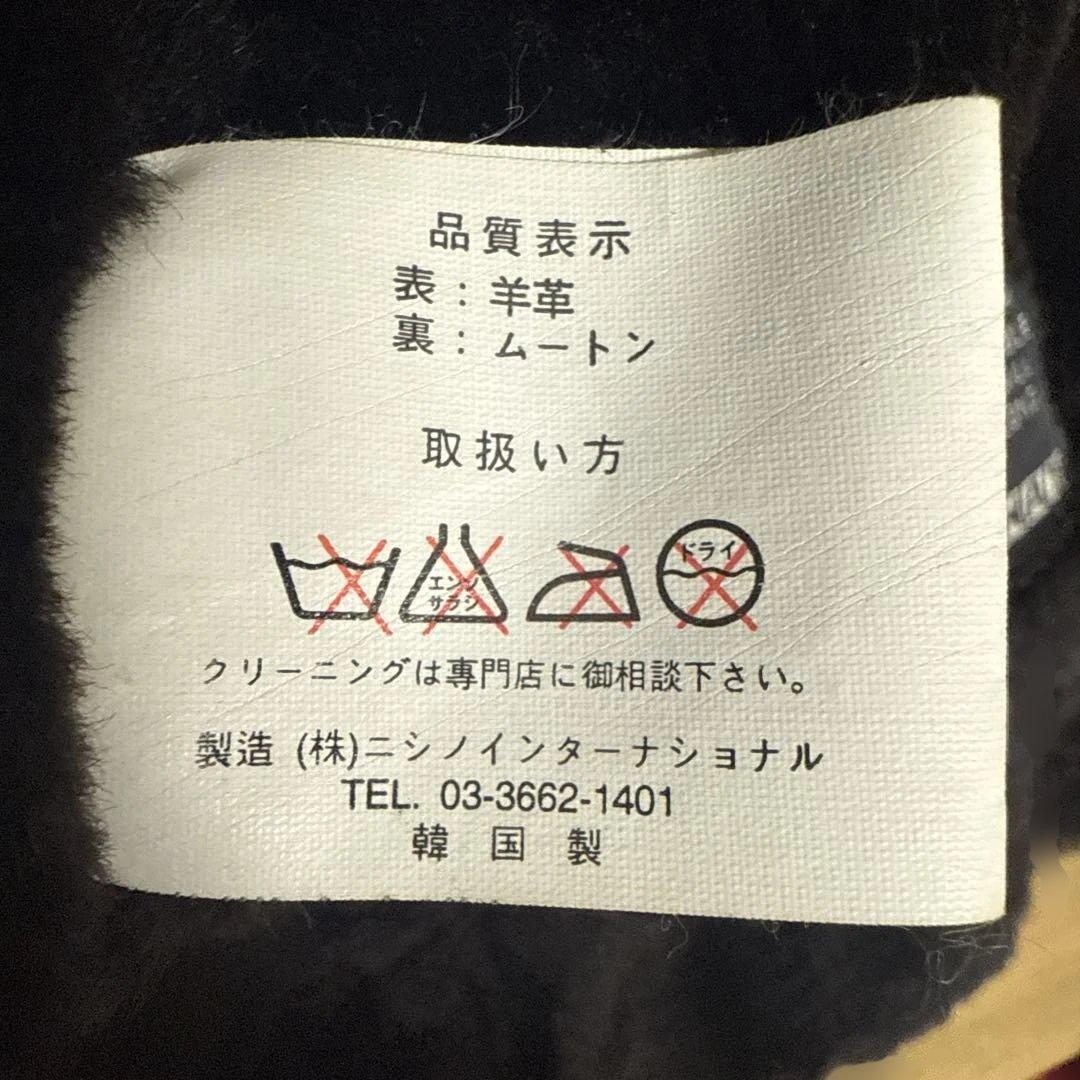 品質表示
表：羊革
裏：ムートン
取扱い方
エンソ
サラシ
ドライ
クリーニングは専門店に御相談下さい。
製造 (株)ニシノインターナショナル
TEL. 03-3662-1401
韓国製